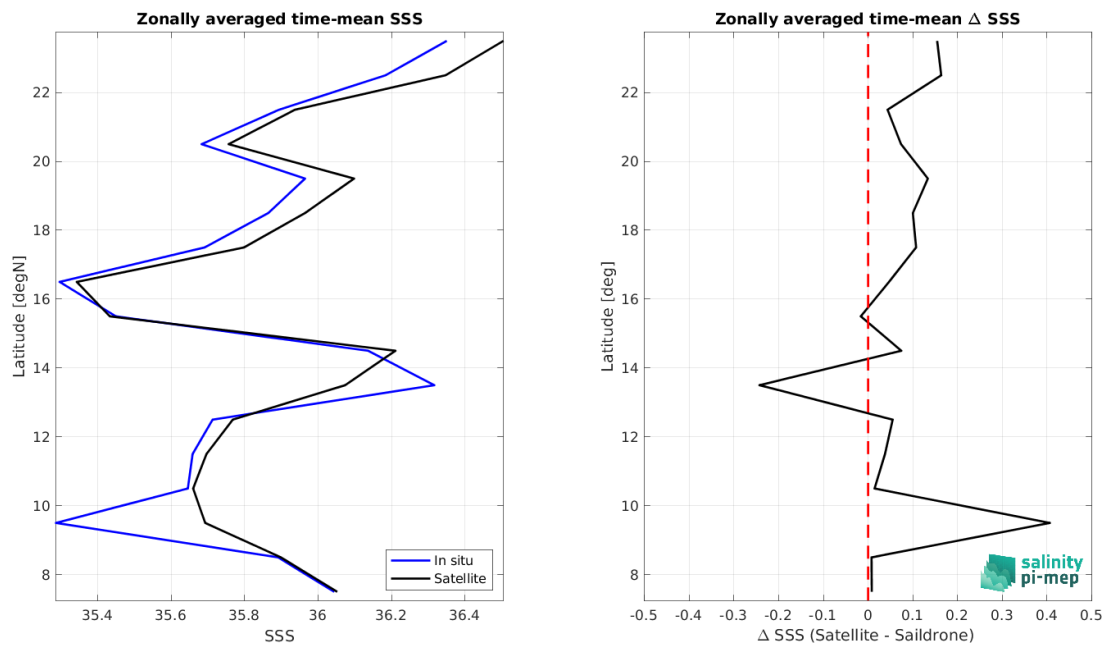 Zonally averaged time-mean SSS
22
20
18
16
14
12
10
8
Latitude [degN]
35.4 35.6 35.8 36 36.2 36.4
SSS
In situ
Satellite
Zonally averaged time-mean Δ SSS
22
20
18
16
14
12
10
8
Latitude [deg]
-0.5 -0.4 -0.3 -0.2 -0.1 0 0.1 0.2 0.3 0.4 0.5
Δ SSS (Satellite - Saildrone)
salinity
pi-mep